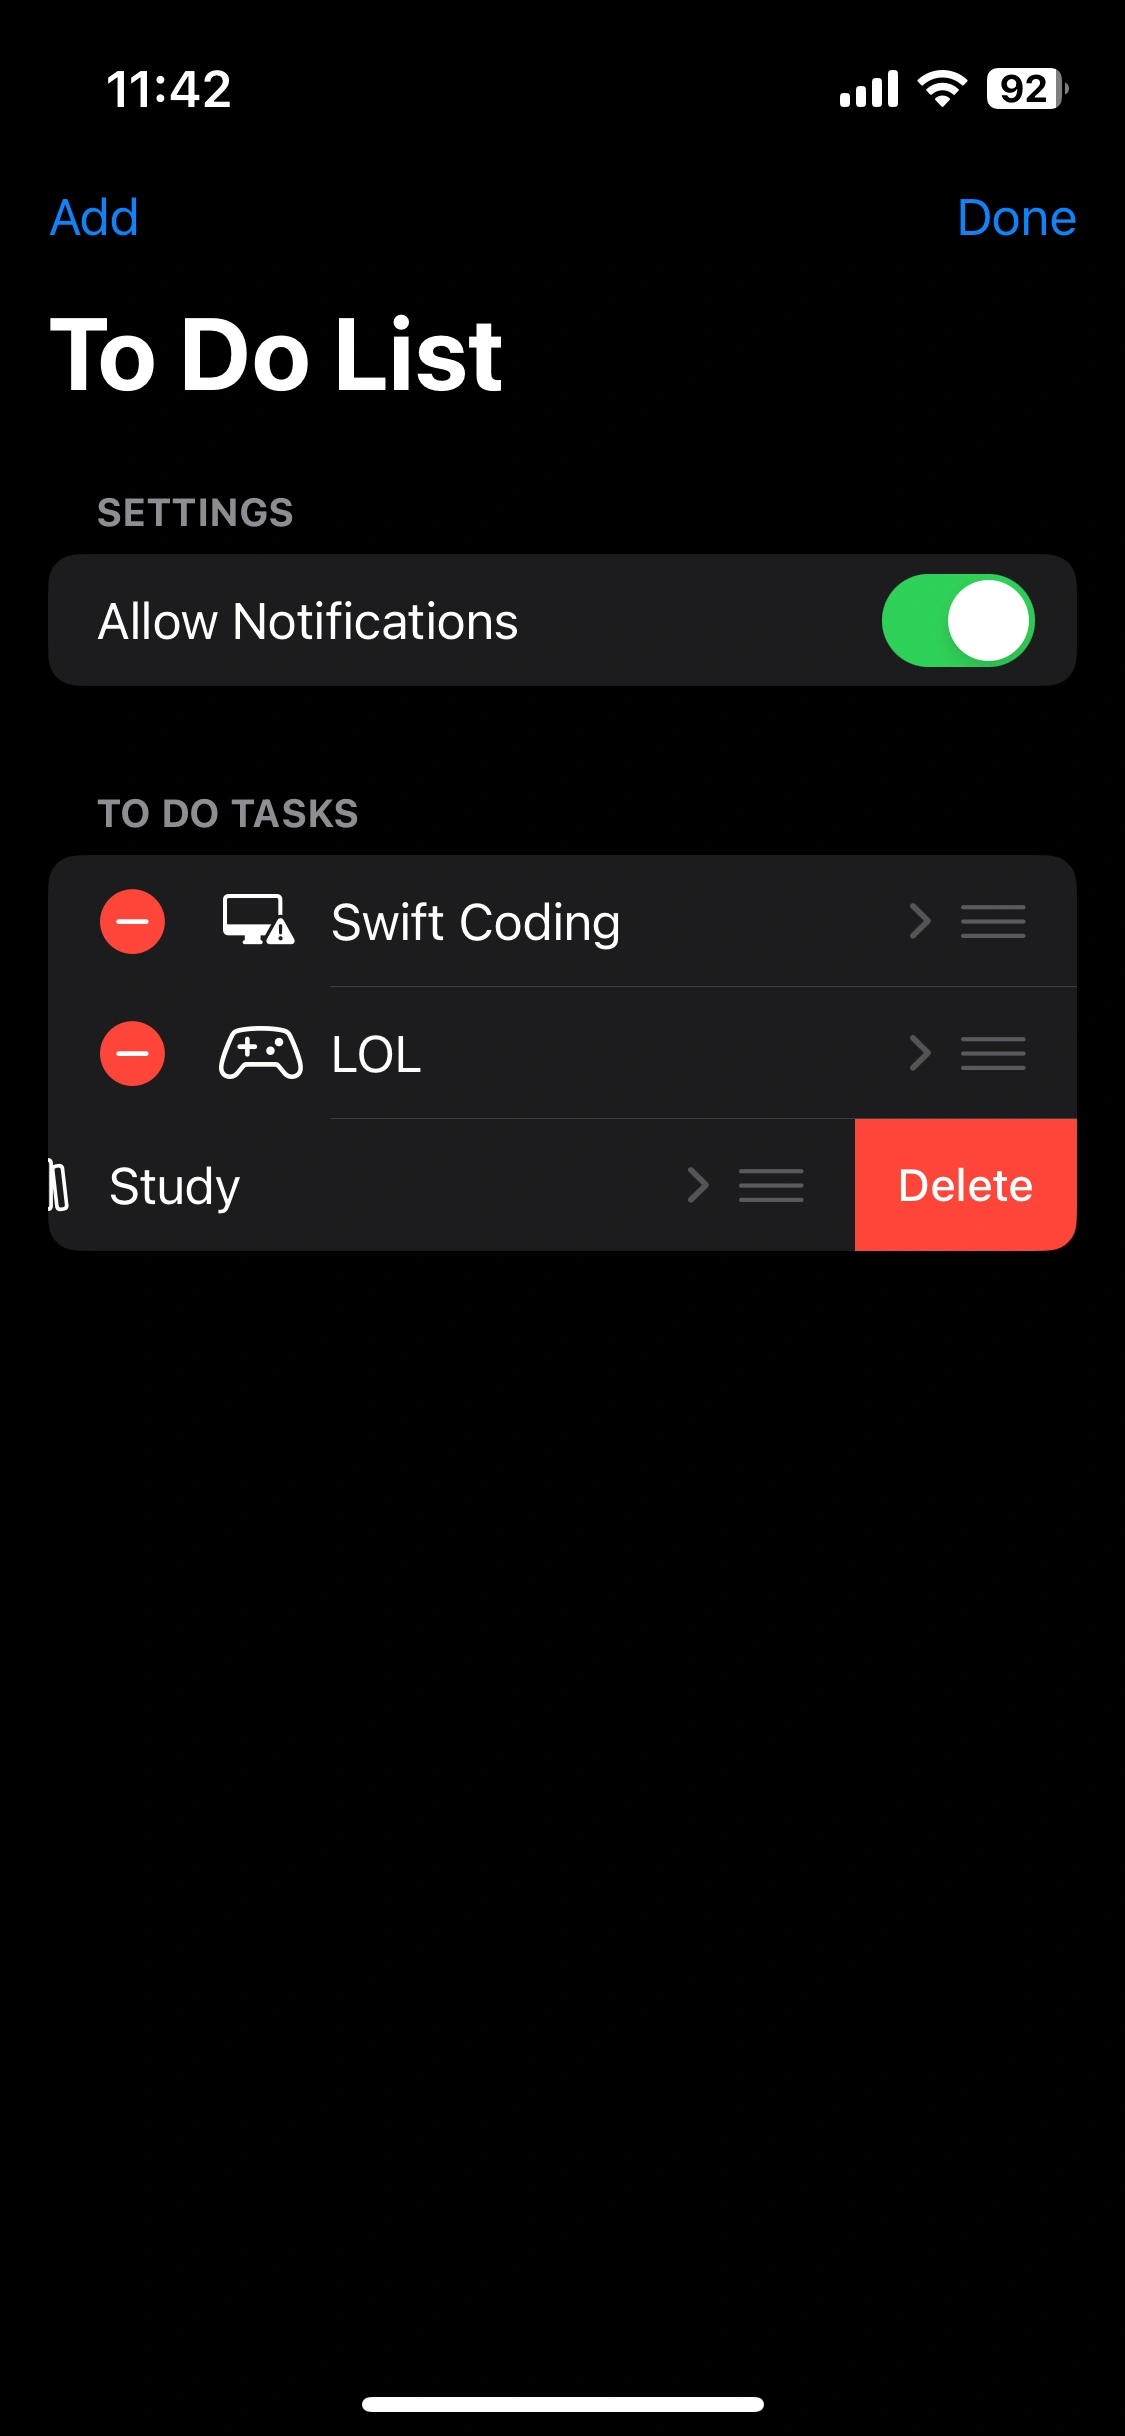 11:42
92
Add
Done
To Do List
SETTINGS
Allow Notifications
TO DO TASKS
Swift Coding
LOL
Study
Delete